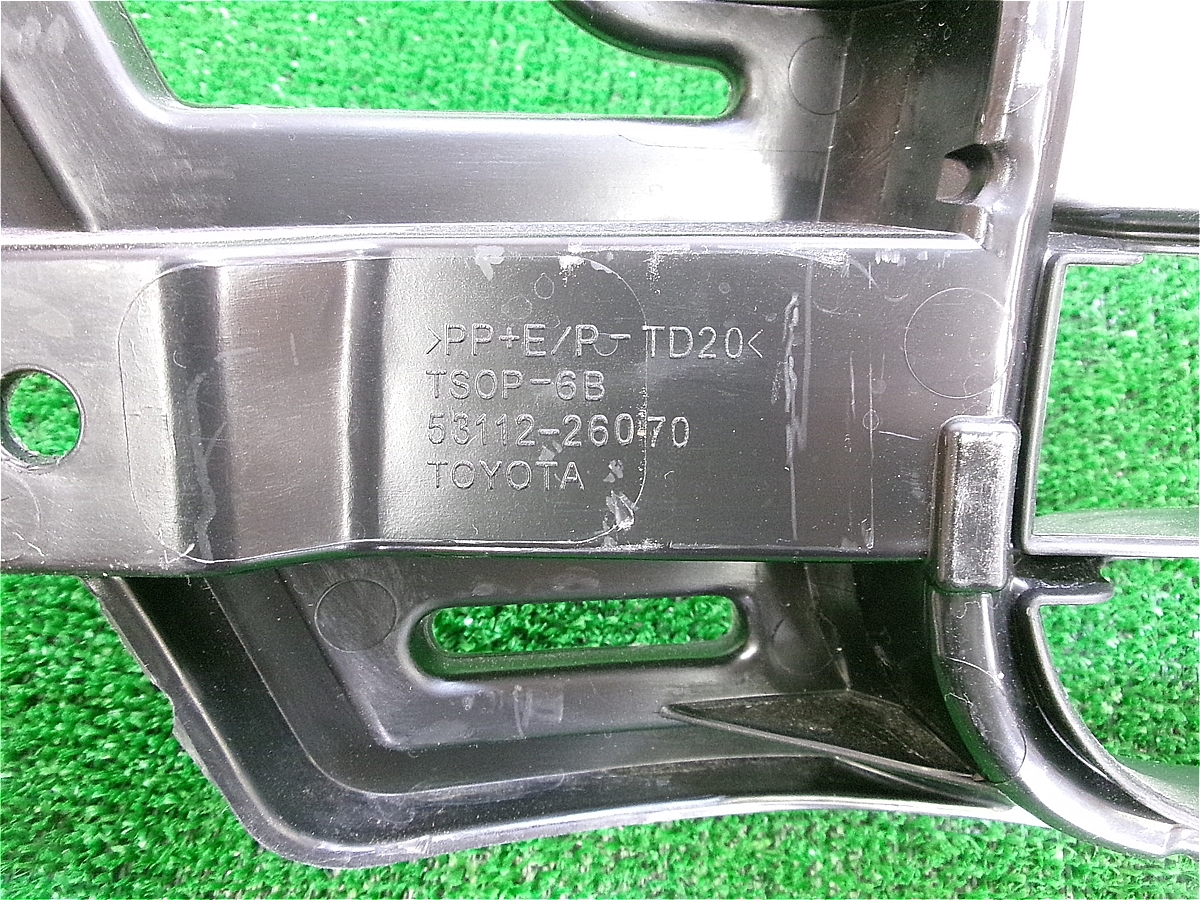 >PP+E/P-TD20<
TSOP-6B
53112-26070
TOYOTA